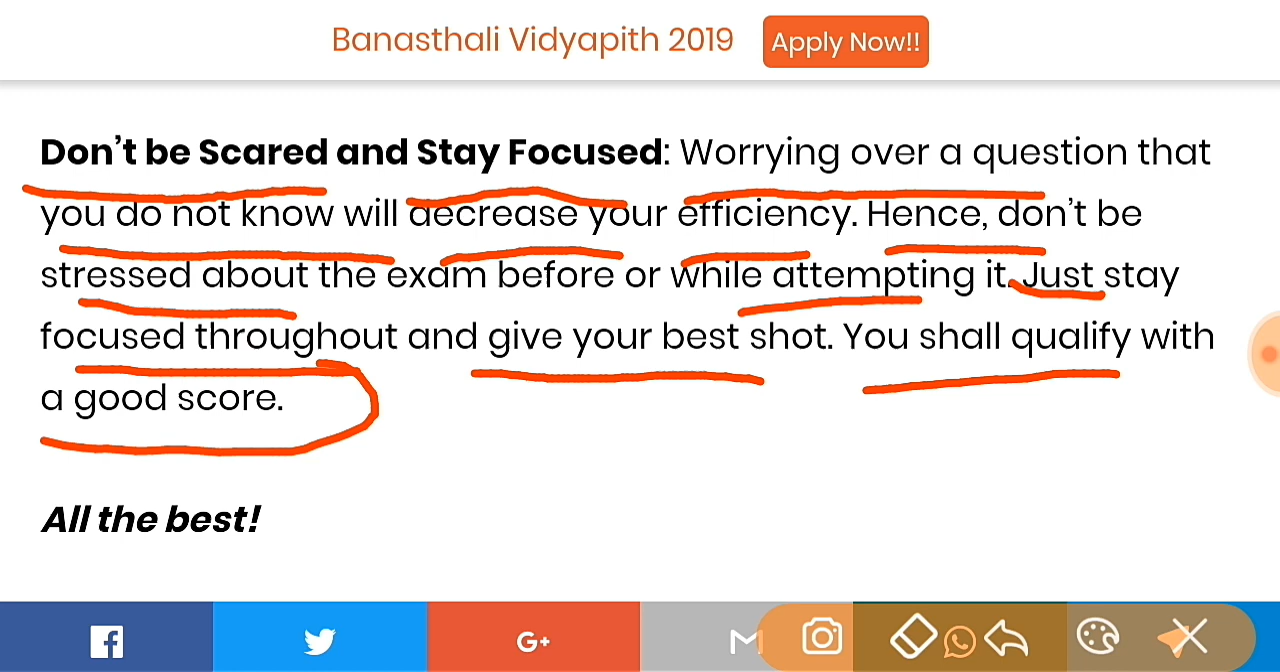 Banasthali Vidyapith 2019 Apply Now!!
Don't be Scared and Stay Focused: Worrying over a question that
you do not know will decrease your efficiency. Hence, don't be
stressed about the exam before or while attempting it. Just stay
focused throughout and give your best shot. You shall qualify with
a good score.
All the best!
G+